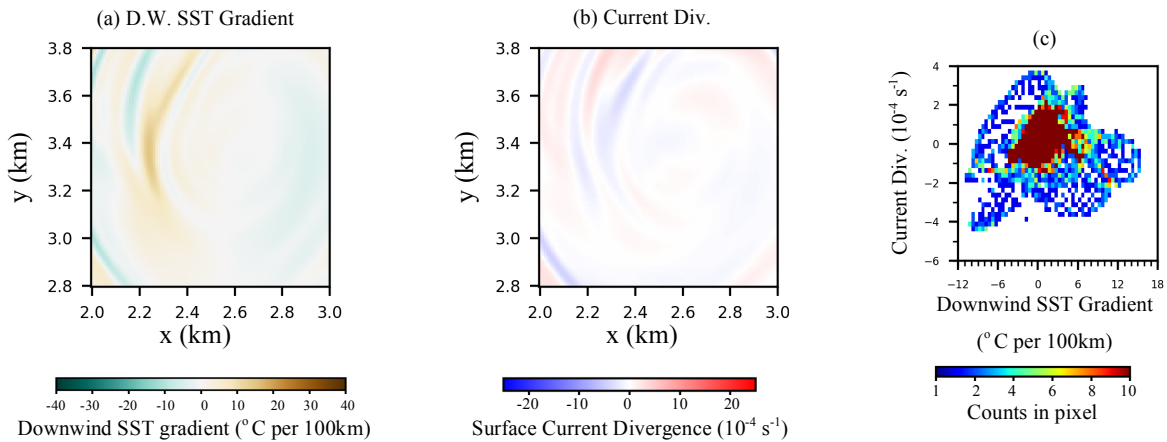 (a) D.W. SST Gradient
3.8
3.6
3.4
3.2
3.0
2.8
y (km)
2.0 2.2 2.4 2.6 2.8 3.0
x (km)
-40 -30 -20 -10 0 10 20 30 40
Downwind SST gradient (°C per 100km)
(b) Current Div.
3.8
3.6
3.4
3.2
3.0
2.8
y (km)
2.0 2.2 2.4 2.6 2.8 3.0
x (km)
-20 -10 0 10 20
Surface Current Divergence (10⁻⁴ s⁻¹)
(c)
4
2
0
−2
−4
−6
Current Div. (10⁻⁴ s⁻¹)
−12 −6 0 6 12 18
Downwind SST Gradient
(°C per 100km)
1 2 4 6 8 10
Counts in pixel